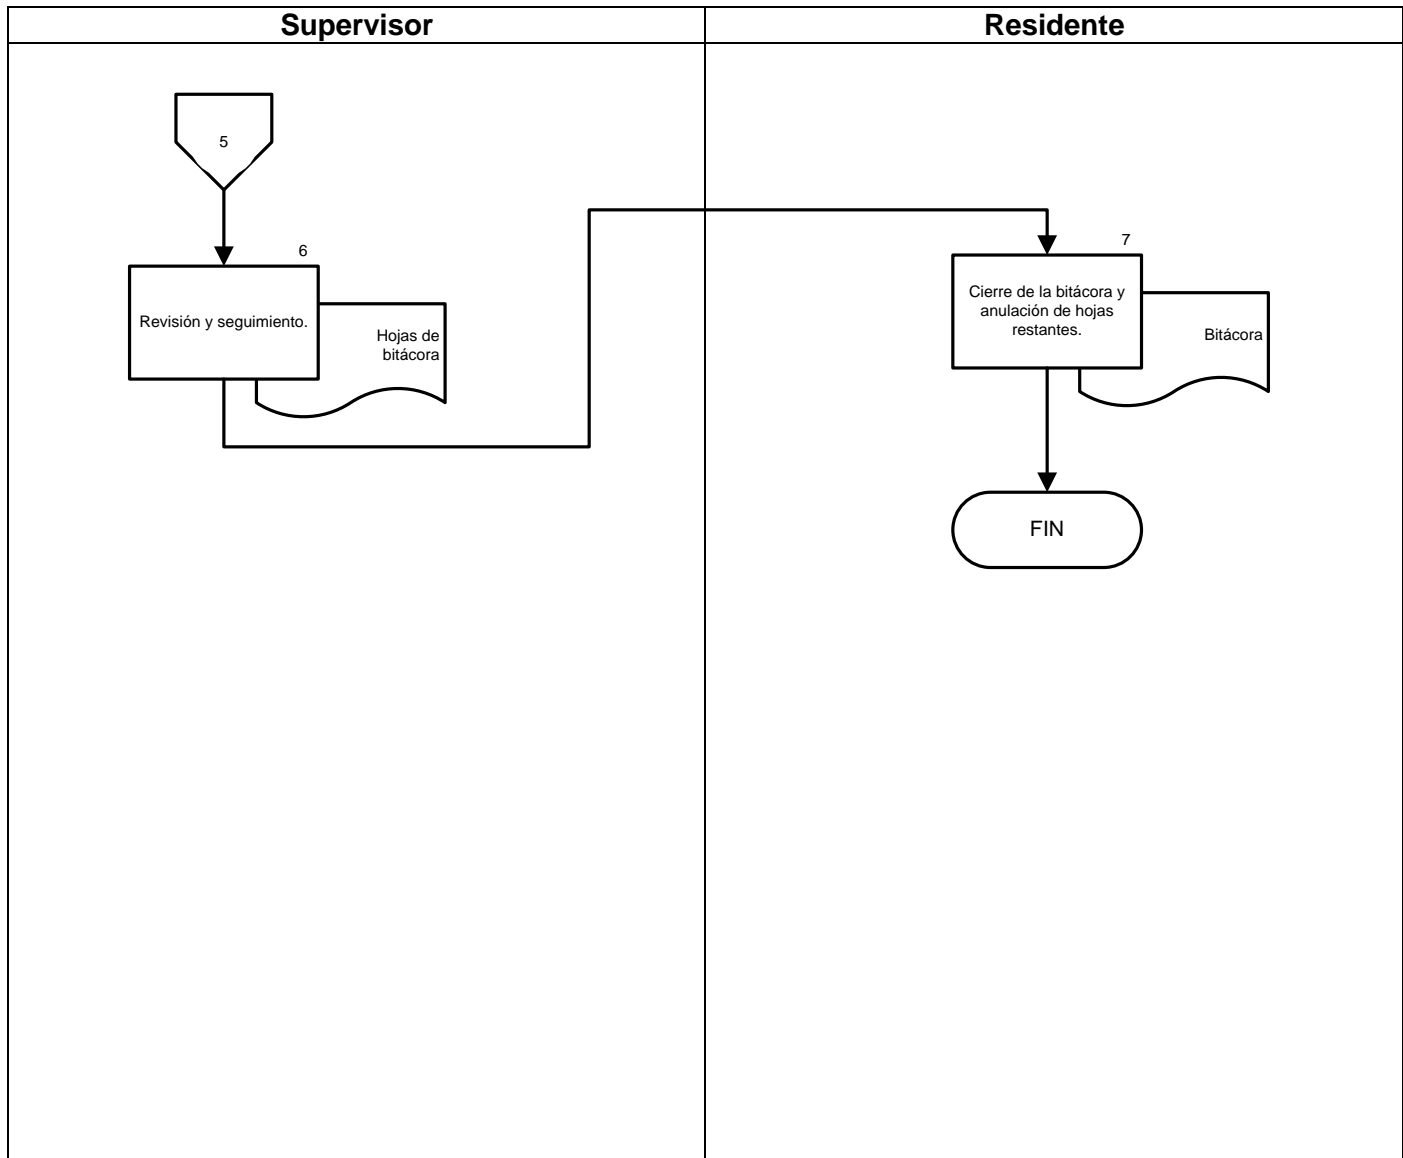 Supervisor
Residente
5
6
Revisión y seguimiento.
Hojas de
bitácora
7
Cierre de la bitácora y
anulación de hojas
restantes.
Bitácora
FIN